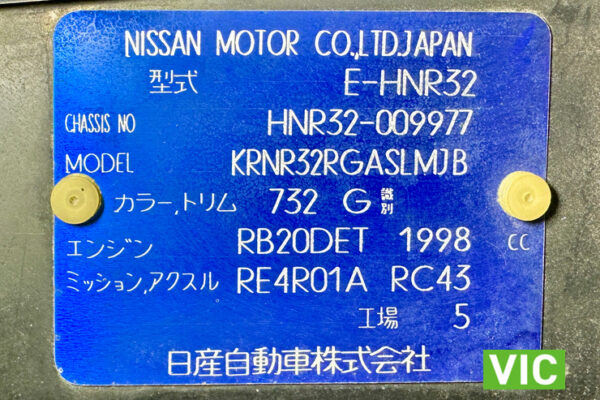 NISSAN MOTOR CO.,LTD.JAPAN
型式 E-HNR32
CHASSIS NO HNR32-009977
MODEL KRNR32RGASLMJB
カラー,トリム 732 G 識別
エンジン RB20DET 1998 CC
ミッション,アクスル RE4R01A RC43
工場 5
日産自動車株式会社
VIC